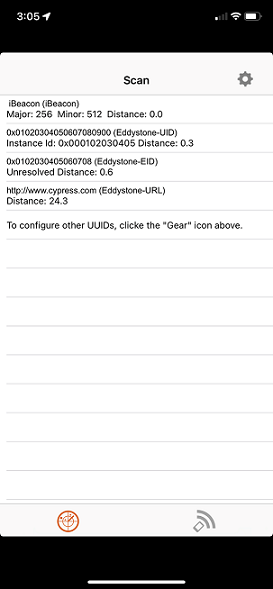 3:05
Scan
iBeacon (iBeacon)
Major: 256 Minor: 512 Distance: 0.0
0x01020304050607080900 (Eddystone-UID)
Instance Id: 0x000102030405 Distance: 0.3
0x0102030405060708 (Eddystone-EID)
Unresolved Distance: 0.6
http://www.cypress.com (Eddystone-URL)
Distance: 24.3
To configure other UUIDs, clicke the "Gear" icon above.